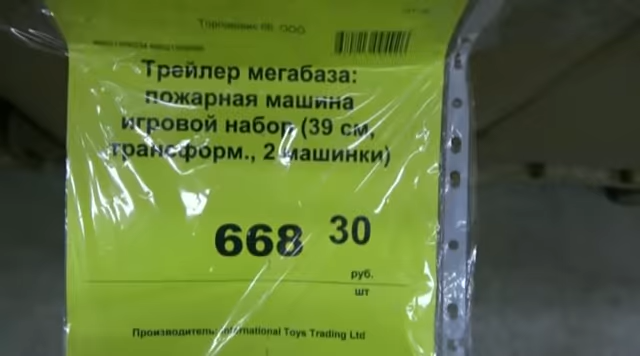 ООО
Трейлер мегабаза:
пожарная машина
игровой набор (39 см,
трансформ., 2 машинки)
668 30
руб.
шт
Производитель: International Toys Trading Ltd